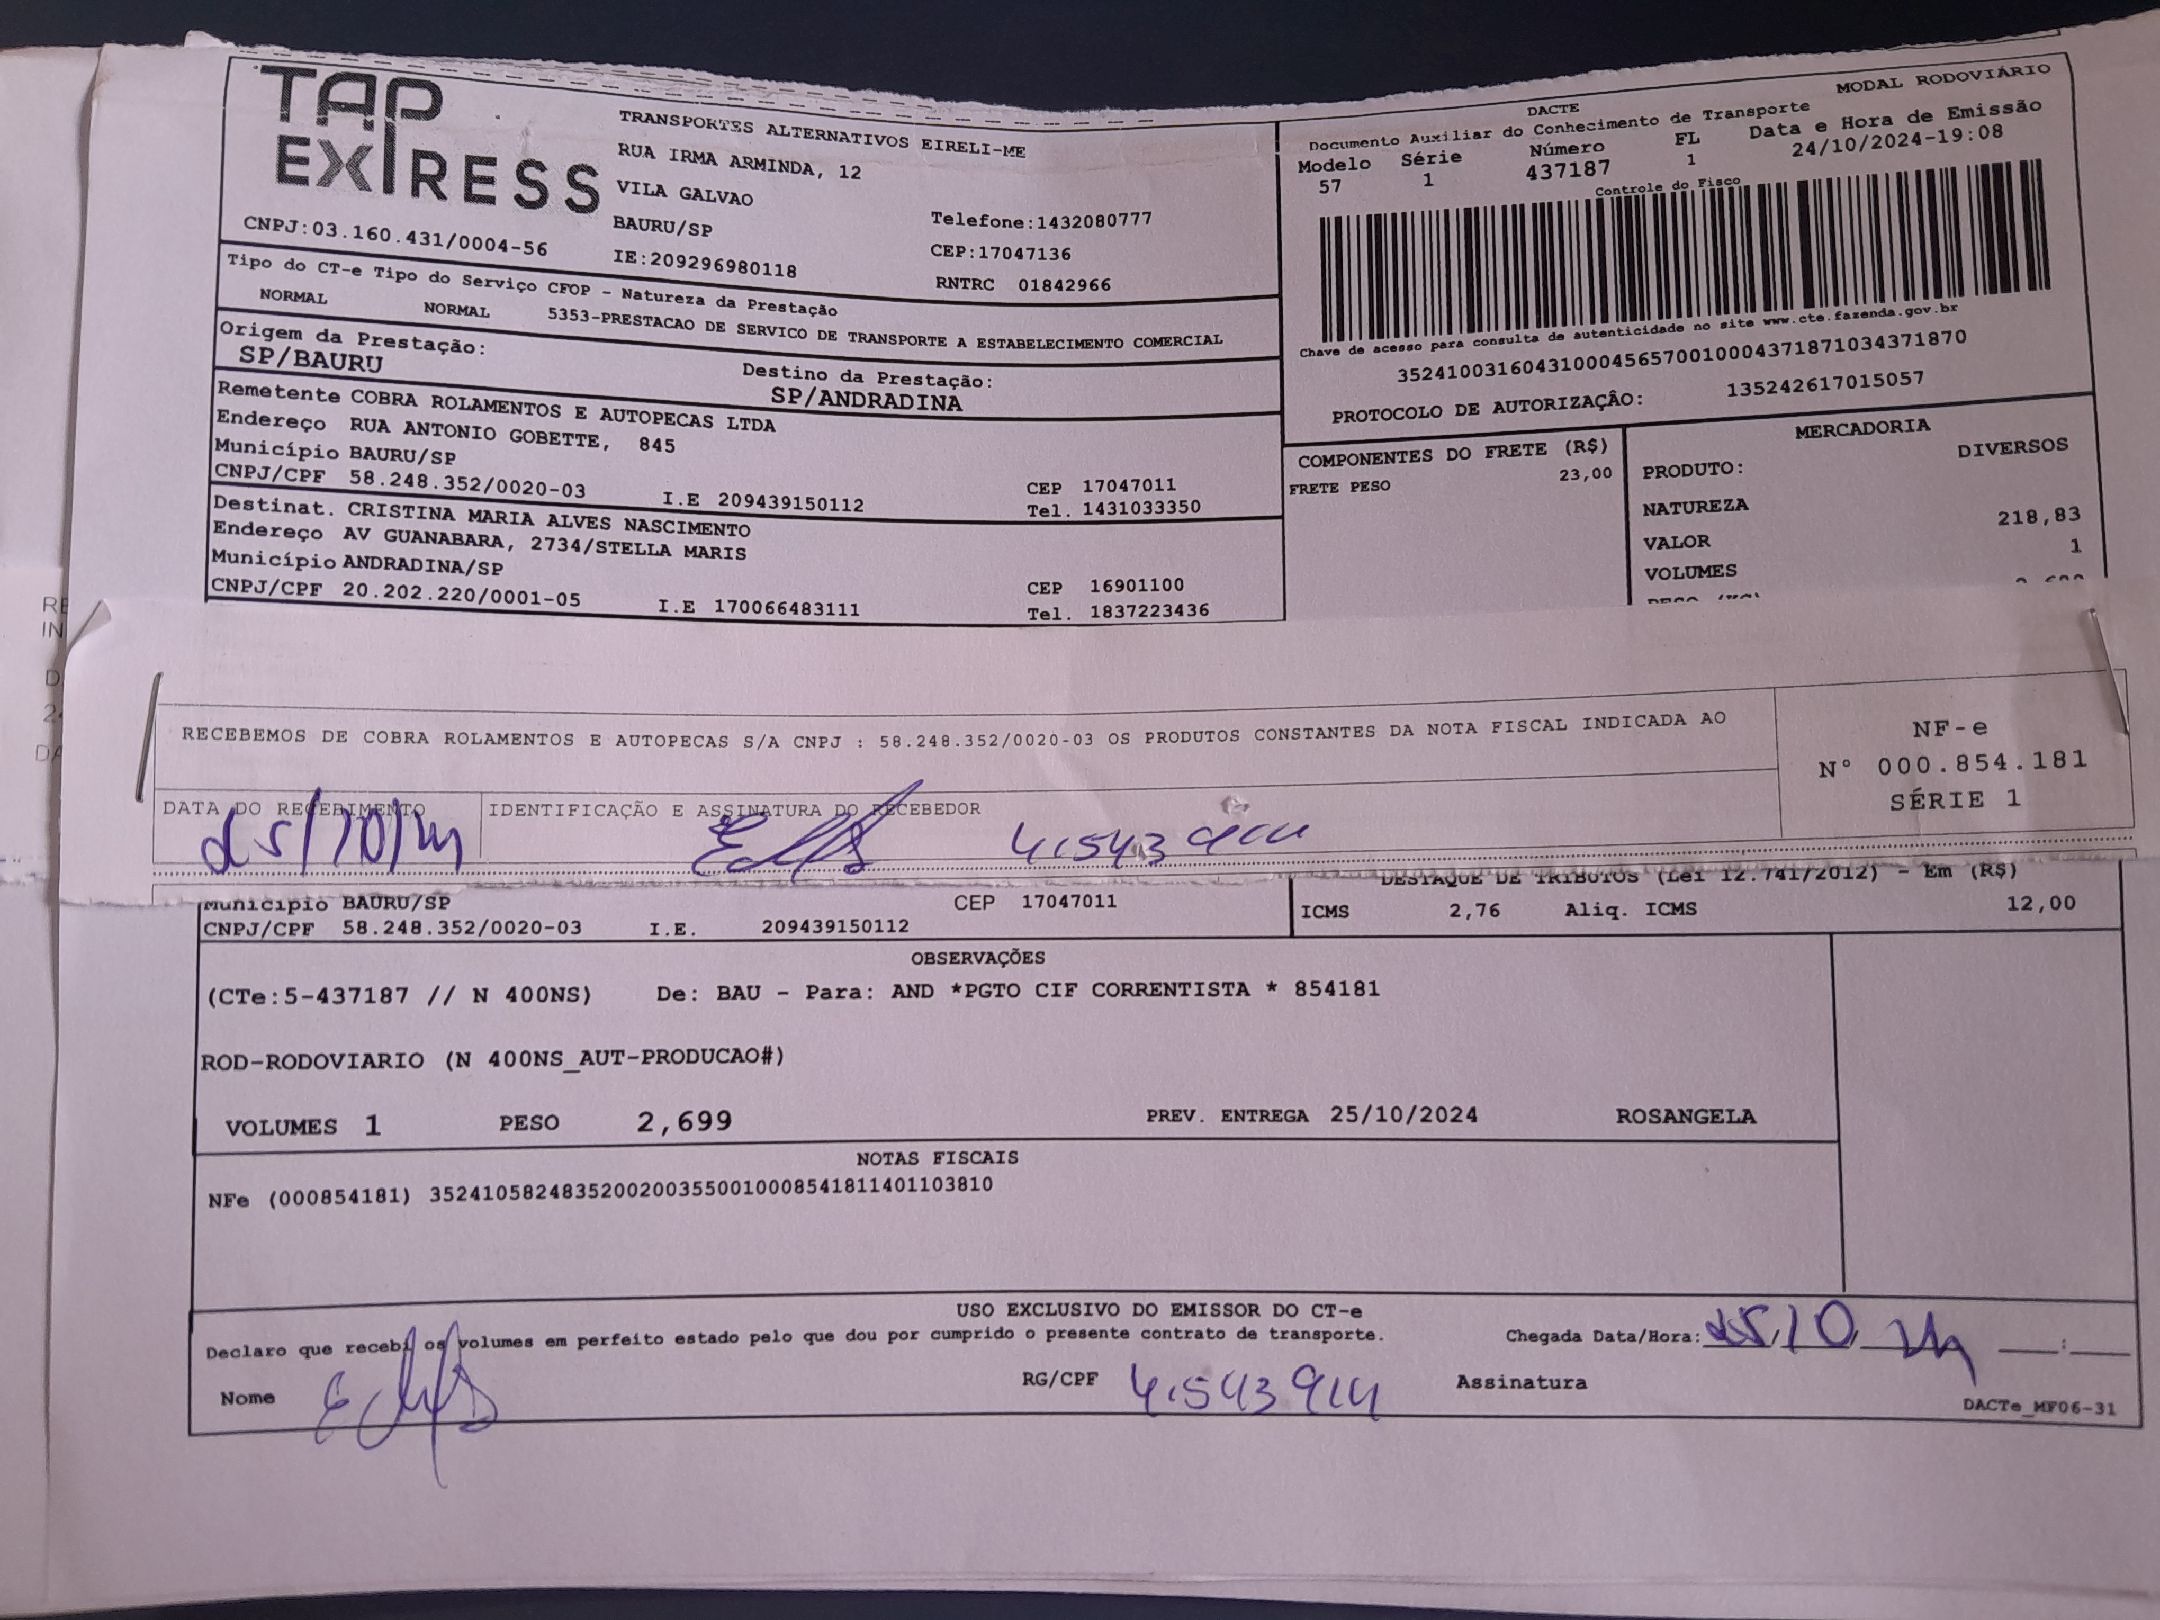 TAP
EXPRESS
CNPJ:03.160.431/0004-56
TRANSPORTES ALTERNATIVOS EIRELI-ME
RUA IRMA ARMINDA, 12
VILA GALVAO
BAURU/SP
IE:209296980118
Telefone:1432080777
CEP:17047136
RNTRC 01842966
MODAL RODOVIÁRIO
DACTE
Documento Auxiliar do Conhecimento de Transporte
Modelo Série Número FL Data e Hora de Emissão
57 1 437187 1 24/10/2024-19:08
Controle do Fisco
Chave de acesso para consulta de autenticidade no site www.cte.fazenda.gov.br
35241003160431000456570010004371871034371870
PROTOCOLO DE AUTORIZAÇÂO: 135242617015057
Tipo do CT-e Tipo do Serviço CFOP - Natureza da Prestação
NORMAL NORMAL 5353-PRESTACAO DE SERVICO DE TRANSPORTE A ESTABELECIMENTO COMERCIAL
Origem da Prestação: Destino da Prestação:
SP/BAURU SP/ANDRADINA
Remetente COBRA ROLAMENTOS E AUTOPECAS LTDA
Endereço RUA ANTONIO GOBETTE, 845
Município BAURU/SP CEP 17047011
CNPJ/CPF 58.248.352/0020-03 I.E 209439150112 Tel. 1431033350
Destinat. CRISTINA MARIA ALVES NASCIMENTO
Endereço AV GUANABARA, 2734/STELLA MARIS
Município ANDRADINA/SP CEP 16901100
CNPJ/CPF 20.202.220/0001-05 I.E 170066483111 Tel. 1837223436
COMPONENTES DO FRETE (R$)
FRETE PESO 23,00
MERCADORIA
PRODUTO: DIVERSOS
NATUREZA
VALOR 218,83
VOLUMES 1
RECEBEMOS DE COBRA ROLAMENTOS E AUTOPECAS S/A CNPJ : 58.248.352/0020-03 OS PRODUTOS CONSTANTES DA NOTA FISCAL INDICADA AO
NF-e
N° 000.854.181
SÉRIE 1
DATA DO RECEBIMENTO IDENTIFICAÇÃO E ASSINATURA DO RECEBEDOR
25/10/24
Município BAURU/SP CEP 17047011
CNPJ/CPF 58.248.352/0020-03 I.E. 209439150112
DESTAQUE DE TRIBUTOS (Lei 12.741/2012) - Em (R$)
ICMS 2,76 Aliq. ICMS 12,00
OBSERVAÇÕES
(CTe:5-437187 // N 400NS) De: BAU - Para: AND *PGTO CIF CORRENTISTA * 854181
ROD-RODOVIARIO (N 400NS_AUT-PRODUCAO#)
VOLUMES 1 PESO 2,699 PREV. ENTREGA 25/10/2024 ROSANGELA
NOTAS FISCAIS
NFe (000854181) 35241058248352002003550010008541811401103810
USO EXCLUSIVO DO EMISSOR DO CT-e
Declaro que recebi os volumes em perfeito estado pelo que dou por cumprido o presente contrato de transporte.
Chegada Data/Hora: 25/10/24 :
Nome RG/CPF Assinatura
DACTe_MF06-31